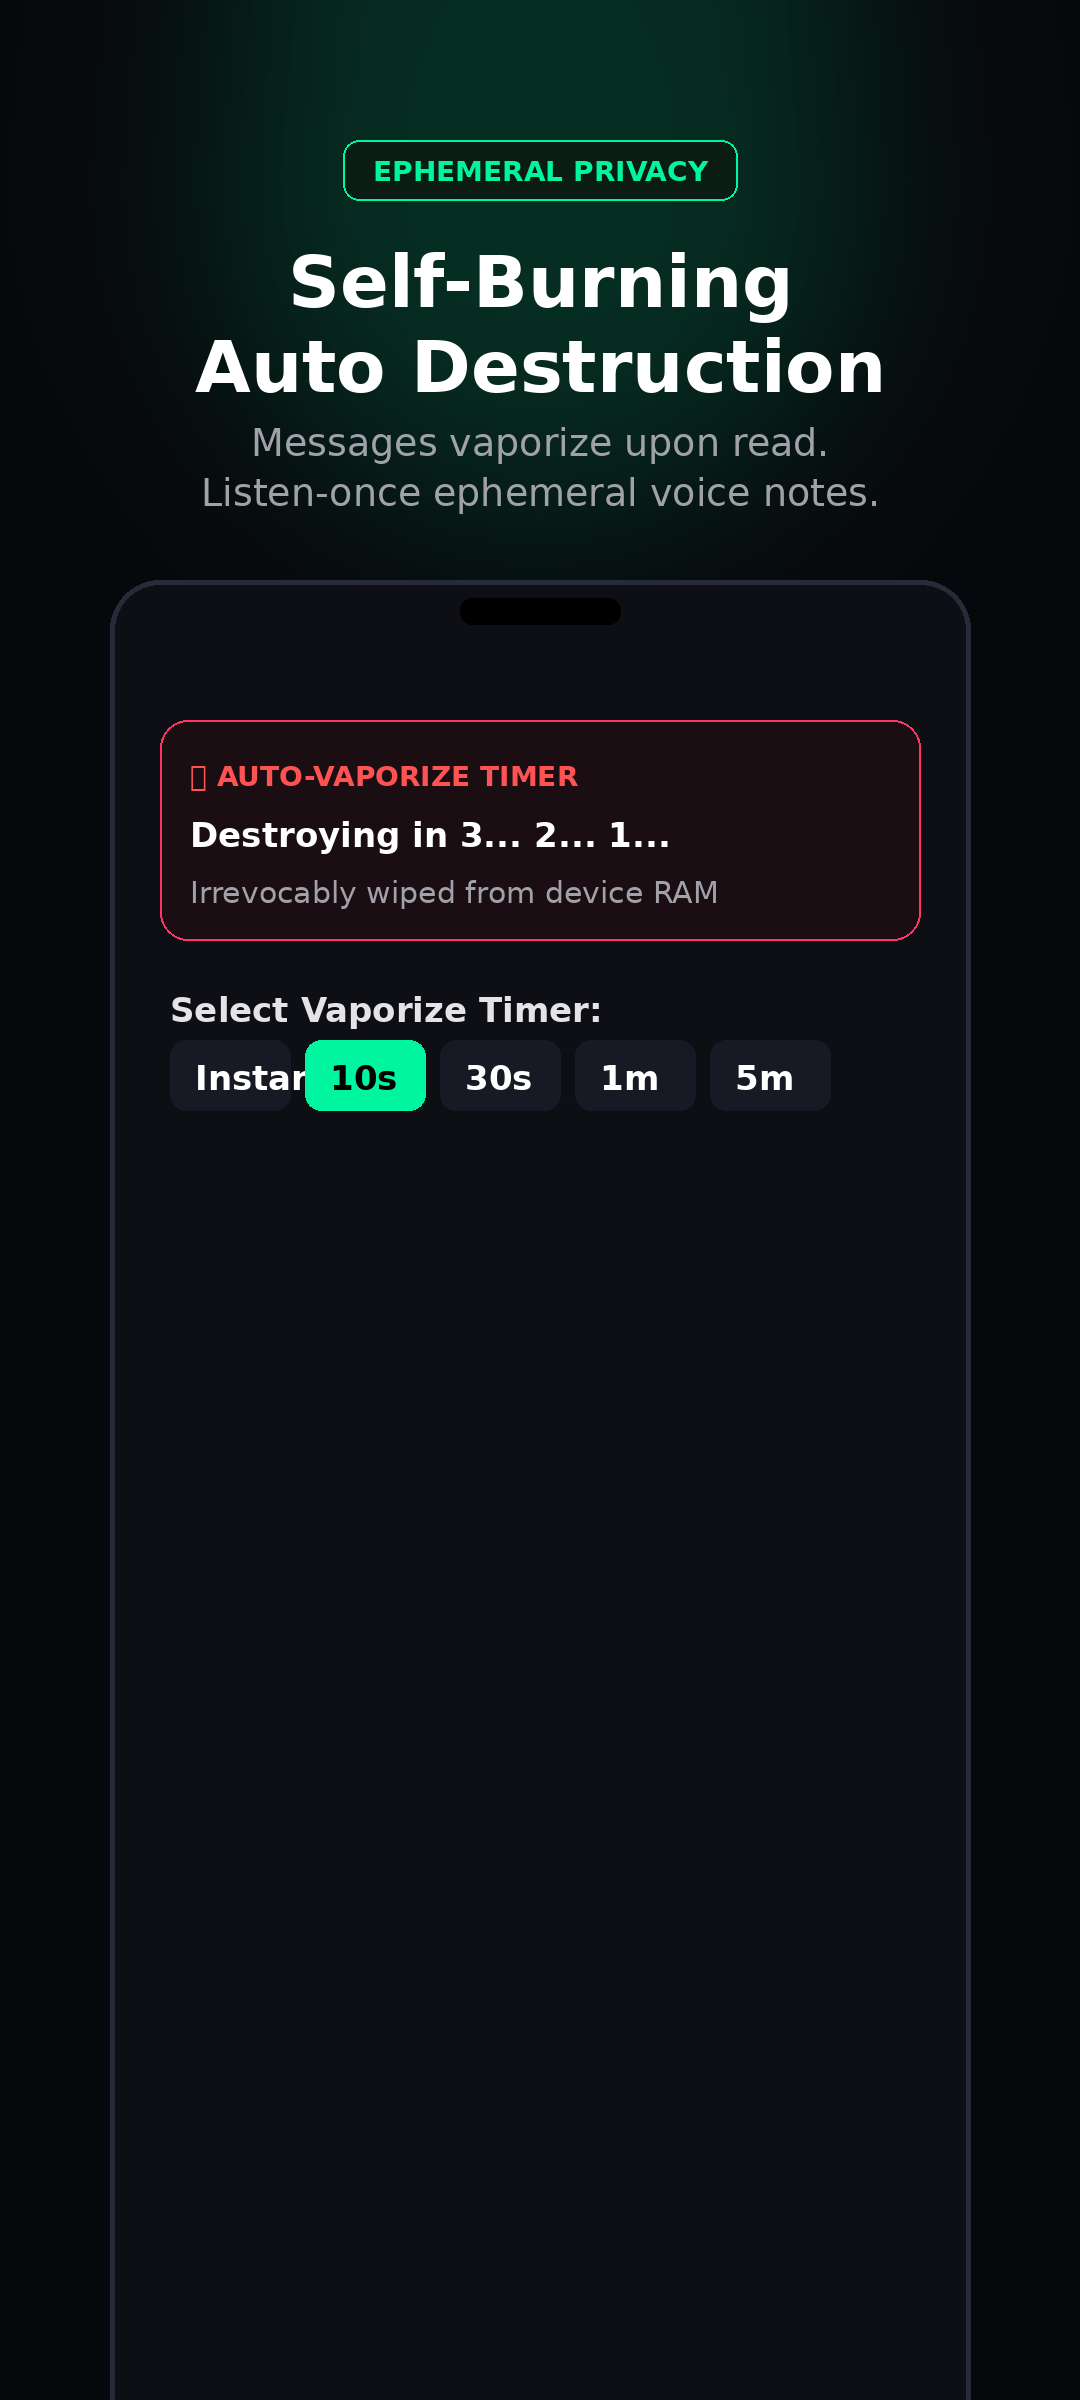 EPHEMERAL PRIVACY
Self-Burning
Auto Destruction
Messages vaporize upon read.
Listen-once ephemeral voice notes.
AUTO-VAPORIZE TIMER
Destroying in 3... 2... 1...
Irrevocably wiped from device RAM
Select Vaporize Timer:
Instan 10s 30s 1m 5m